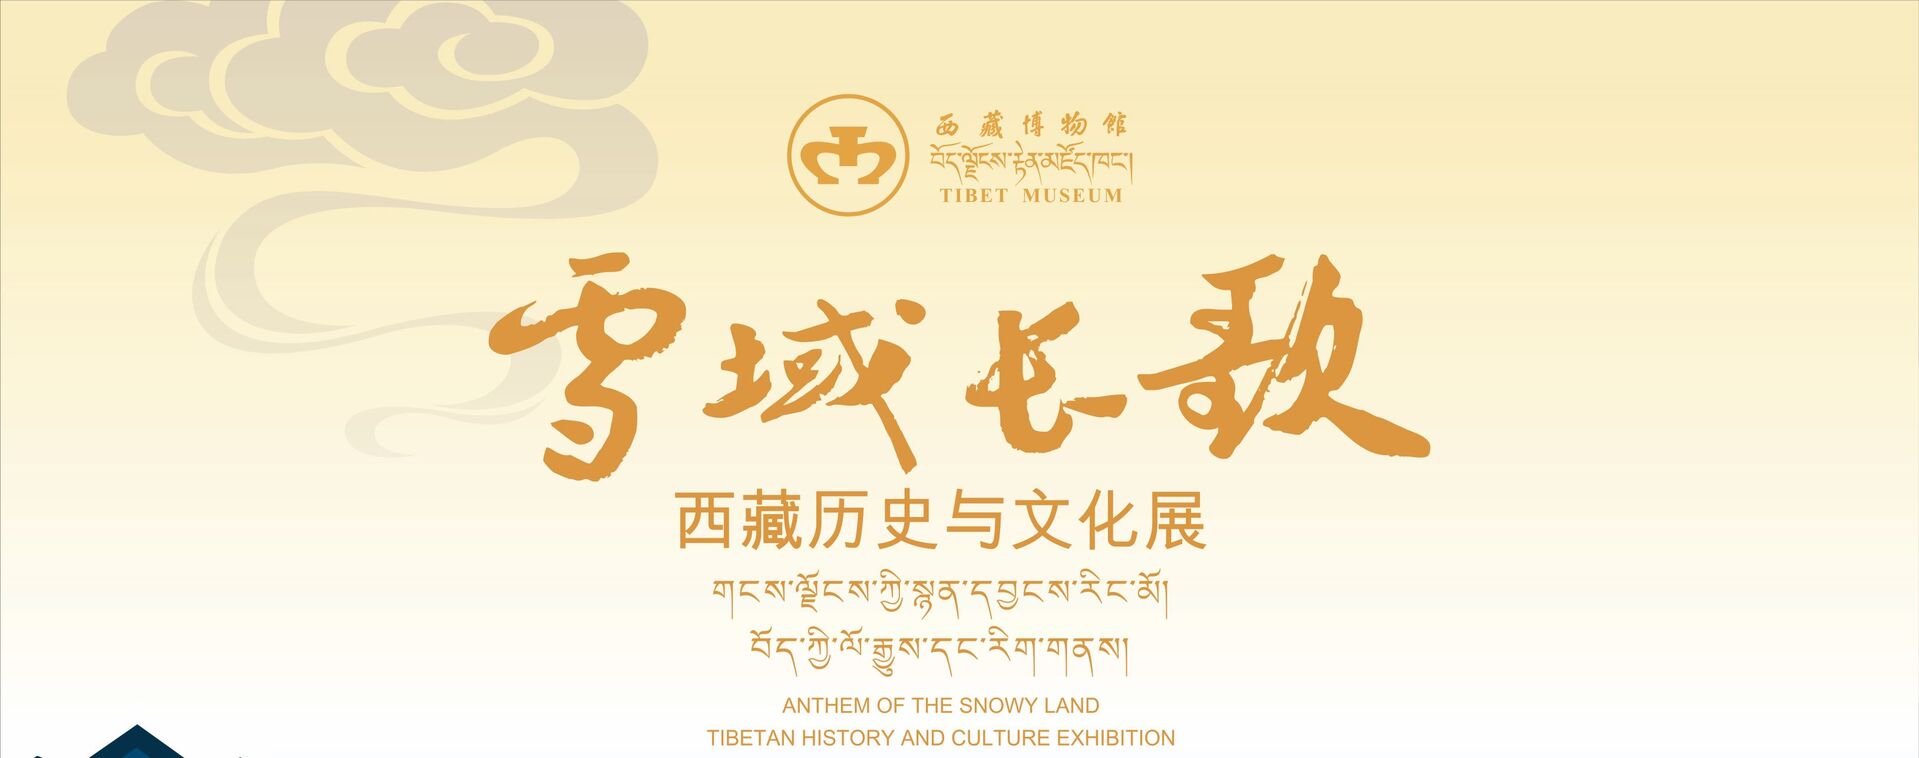 西藏博物馆
བོད་ལྗོངས་རྟེན་མཛོད་ཁང་།
TIBET MUSEUM
雪域长歌
西藏历史与文化展
གངས་ལྗོངས་ཀྱི་སྙན་དབྱངས་རིང་མོ།
བོད་ཀྱི་ལོ་རྒྱུས་དང་རིག་གནས།
ANTHEM OF THE SNOWY LAND
TIBETAN HISTORY AND CULTURE EXHIBITION